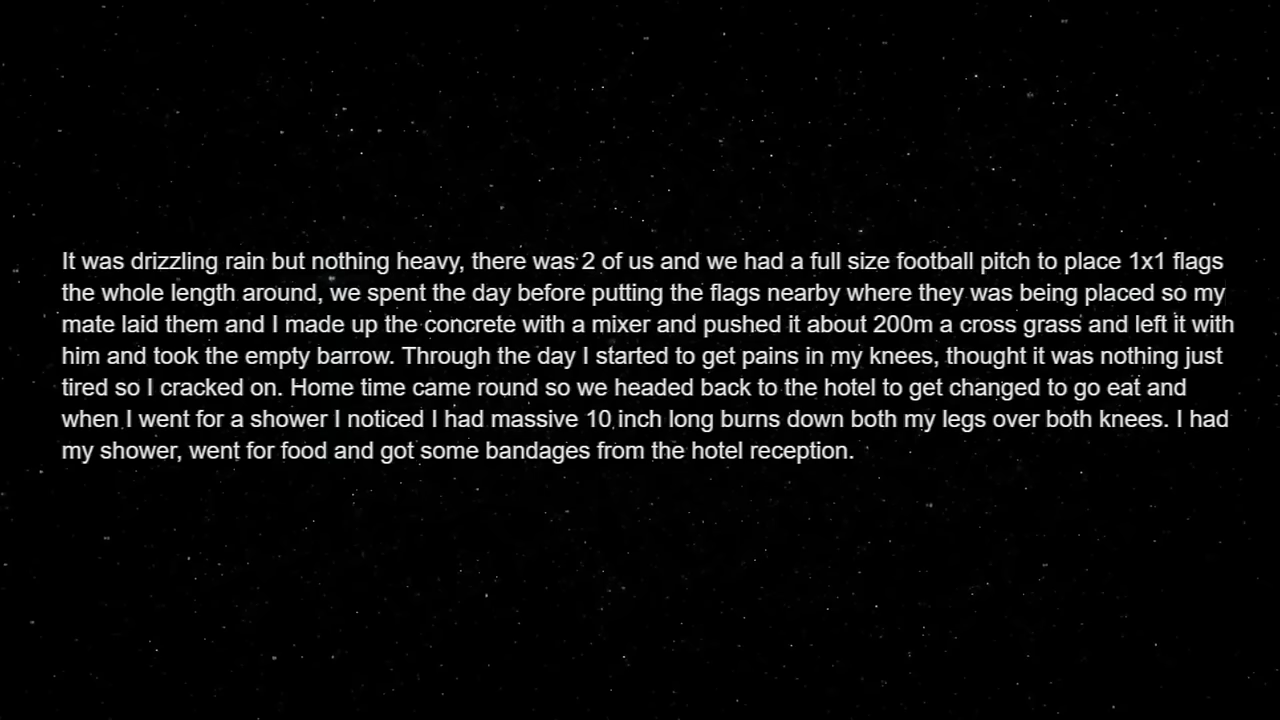 It was drizzling rain but nothing heavy, there was 2 of us and we had a full size football pitch to place 1x1 flags
the whole length around, we spent the day before putting the flags nearby where they was being placed so my
mate laid them and I made up the concrete with a mixer and pushed it about 200m a cross grass and left it with
him and took the empty barrow. Through the day I started to get pains in my knees, thought it was nothing just
tired so I cracked on. Home time came round so we headed back to the hotel to get changed to go eat and
when I went for a shower I noticed I had massive 10 inch long burns down both my legs over both knees. I had
my shower, went for food and got some bandages from the hotel reception.